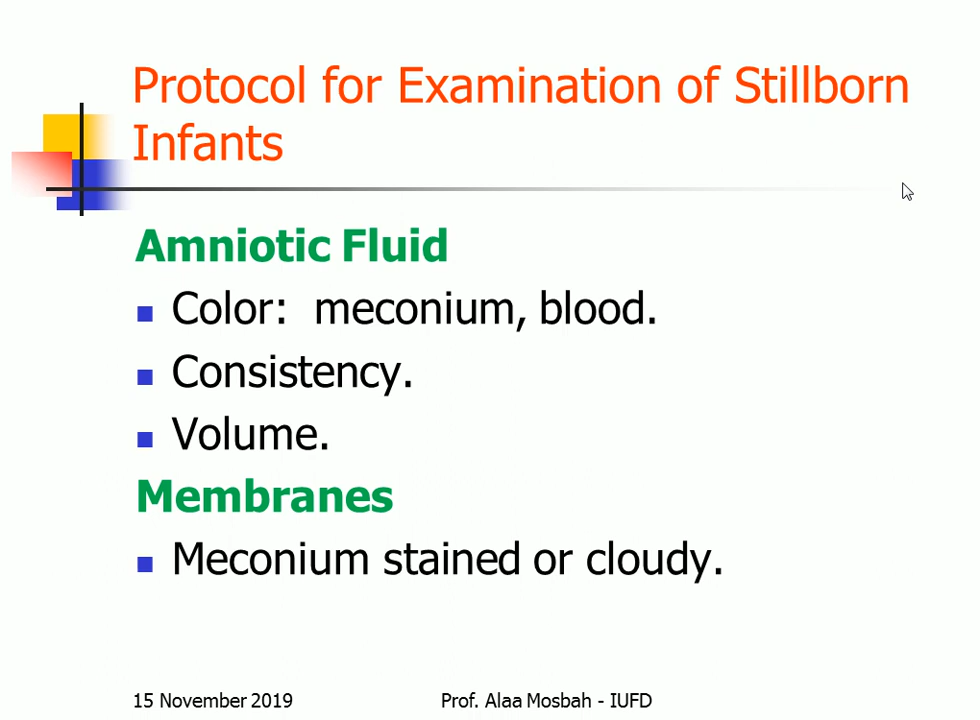 Protocol for Examination of Stillborn
Infants
Amniotic Fluid
Color:  meconium, blood.
Consistency.
Volume.
Membranes
Meconium stained or cloudy.
15 November 2019
Prof. Alaa Mosbah - IUFD